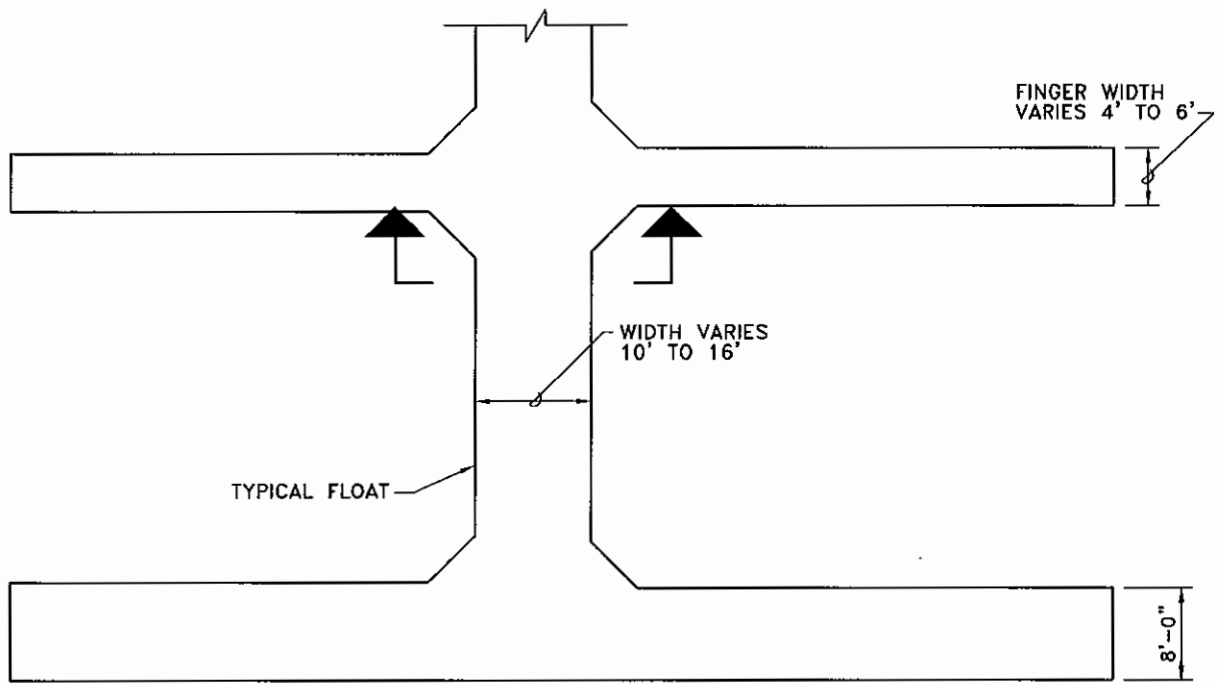 FINGER WIDTH
VARIES 4' TO 6'
WIDTH VARIES
10' TO 16'
TYPICAL FLOAT
8'-0"